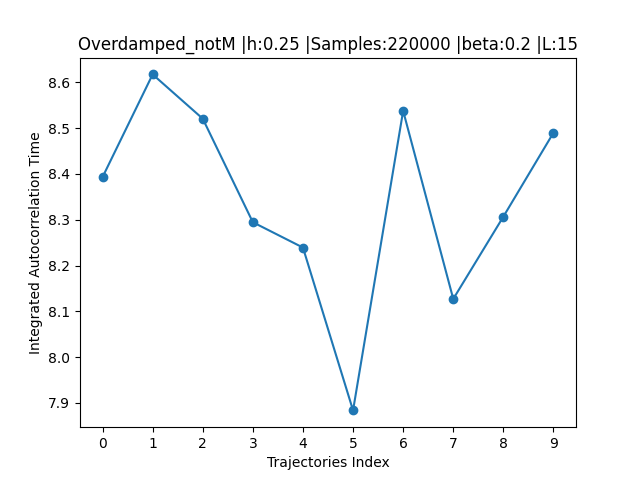 Overdamped_notM |h:0.25 |Samples:220000 |beta:0.2 |L:15
8.6
8.5
8.4
8.3
8.2
8.1
8.0
7.9
Integrated Autocorrelation Time
0 1 2 3 4 5 6 7 8 9
Trajectories Index